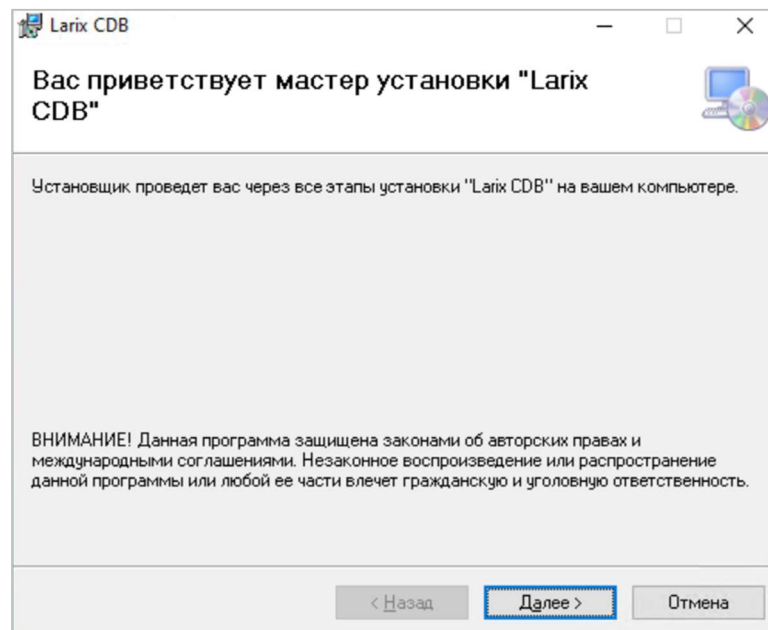 Larix CDB
Вас приветствует мастер установки "Larix
CDB"
Установщик проведет вас через все этапы установки "Larix CDB" на вашем компьютере.
ВНИМАНИЕ! Данная программа защищена законами об авторских правах и
международными соглашениями. Незаконное воспроизведение или распространение
данной программы или любой ее части влечет гражданскую и уголовную ответственность.
< Назад
Далее >
Отмена